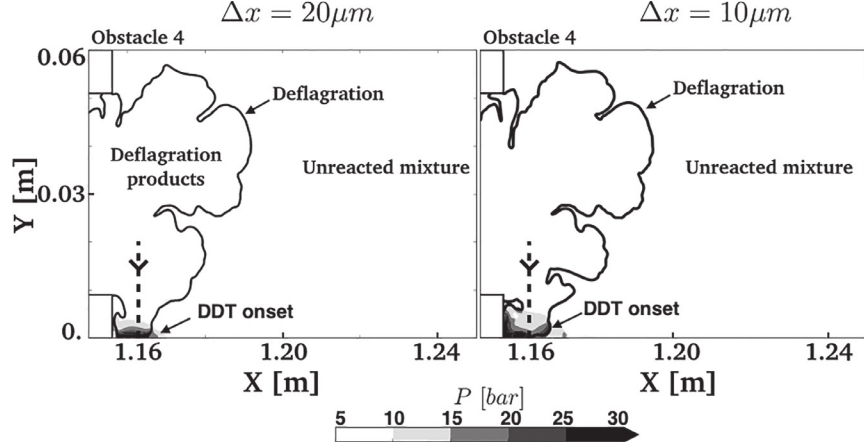 Δx = 20μm
Δx = 10μm
Obstacle 4
Obstacle 4
0.06
0.03
0.
Y [m]
Deflagration
Deflagration
products
Unreacted mixture
DDT onset
Deflagration
Unreacted mixture
DDT onset
1.16 1.20 1.24
1.16 1.20 1.24
X [m]
X [m]
P [bar]
5 10 15 20 25 30